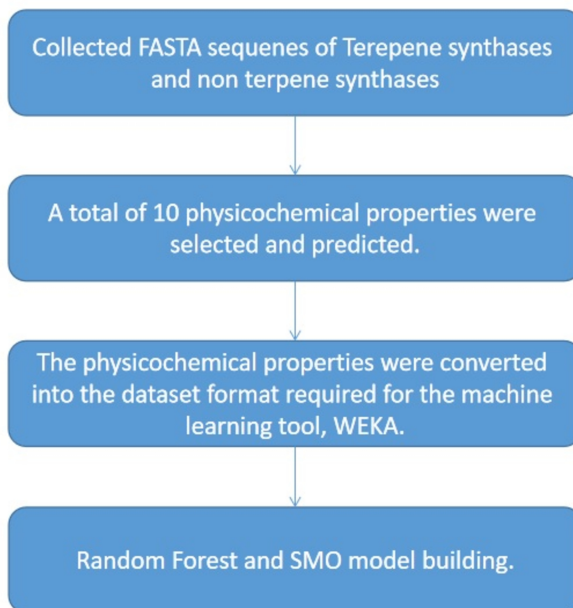 Collected FASTA sequenes of Terepene synthases
and non terpene synthases
A total of 10 physicochemical properties were
selected and predicted.
The physicochemical properties were converted
into the dataset format required for the machine
learning tool, WEKA.
Random Forest and SMO model building.